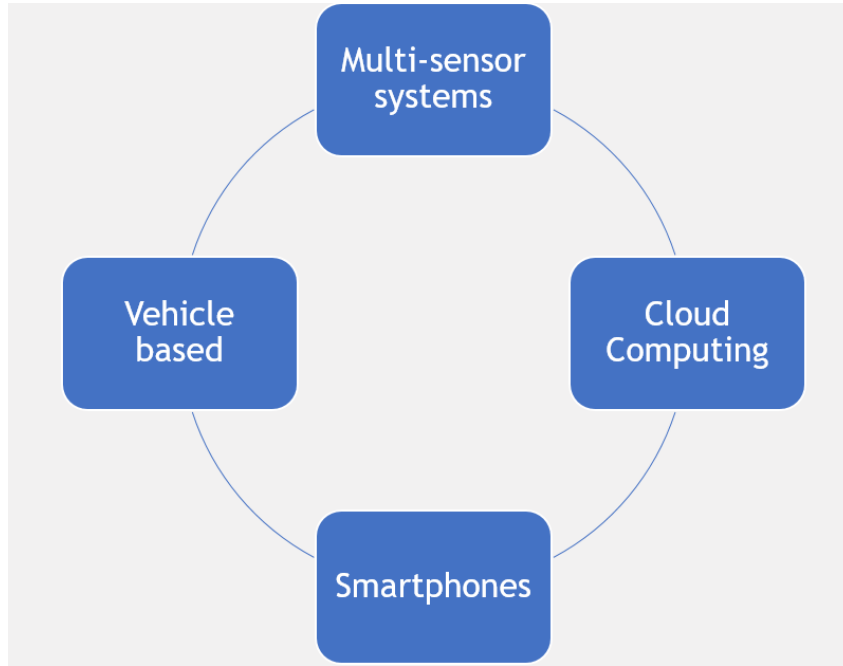 Multi-sensor
systems
Vehicle
based
Cloud
Computing
Smartphones